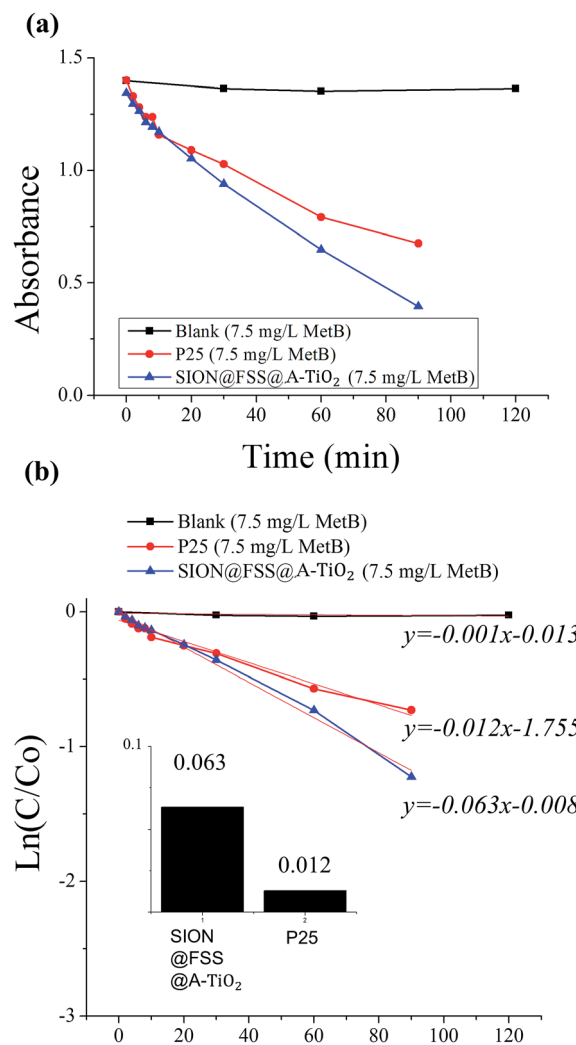 (a)
1.5
1.0
0.5
0.0
Absorbance
Blank (7.5 mg/L MetB)
P25 (7.5 mg/L MetB)
SION@FSS@A-TiO₂ (7.5 mg/L MetB)
0 20 40 60 80 100 120
Time (min)
(b)
Blank (7.5 mg/L MetB)
P25 (7.5 mg/L MetB)
SION@FSS@A-TiO₂ (7.5 mg/L MetB)
0
-1
-2
-3
Ln(C/Co)
y=-0.001x-0.013
y=-0.012x-1.755
y=-0.063x-0.008
0.1
0.063
0.012
1 2
SION
@FSS
@A-TiO₂
P25
0 20 40 60 80 100 120